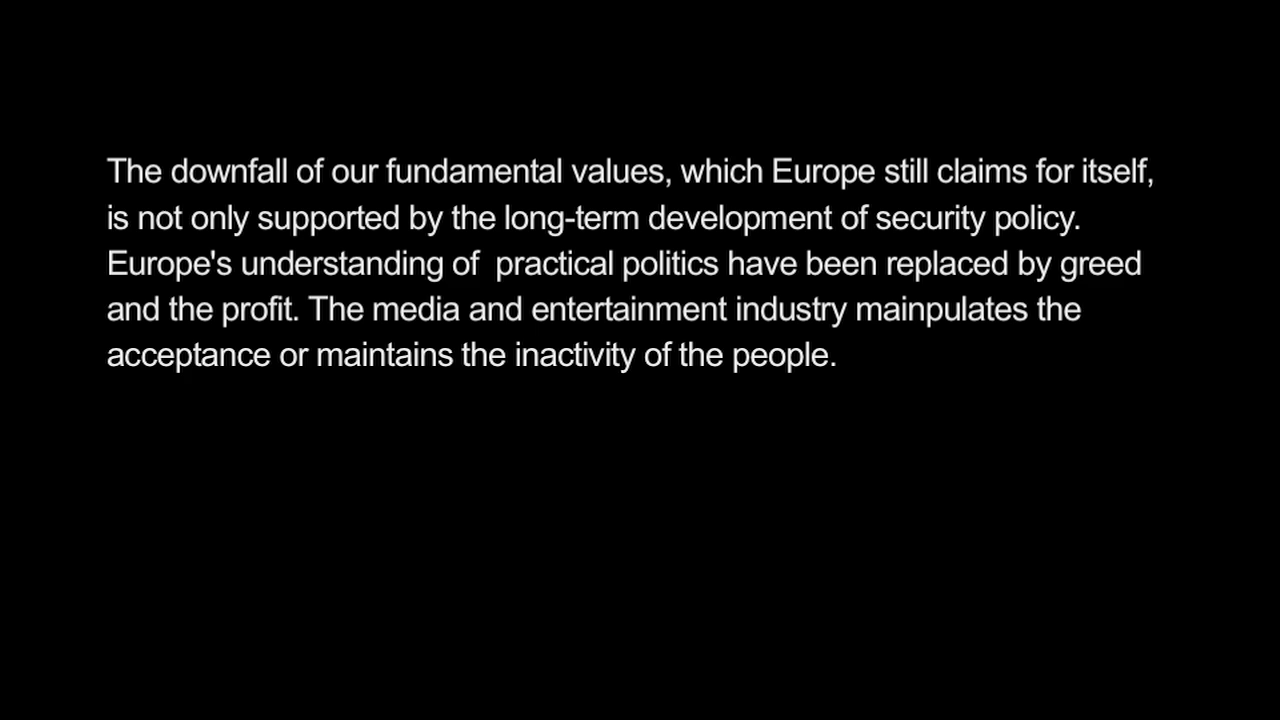 The downfall of our fundamental values, which Europe still claims for itself,
is not only supported by the long-term development of security policy.
Europe's understanding of  practical politics have been replaced by greed
and the profit. The media and entertainment industry mainpulates the
acceptance or maintains the inactivity of the people.